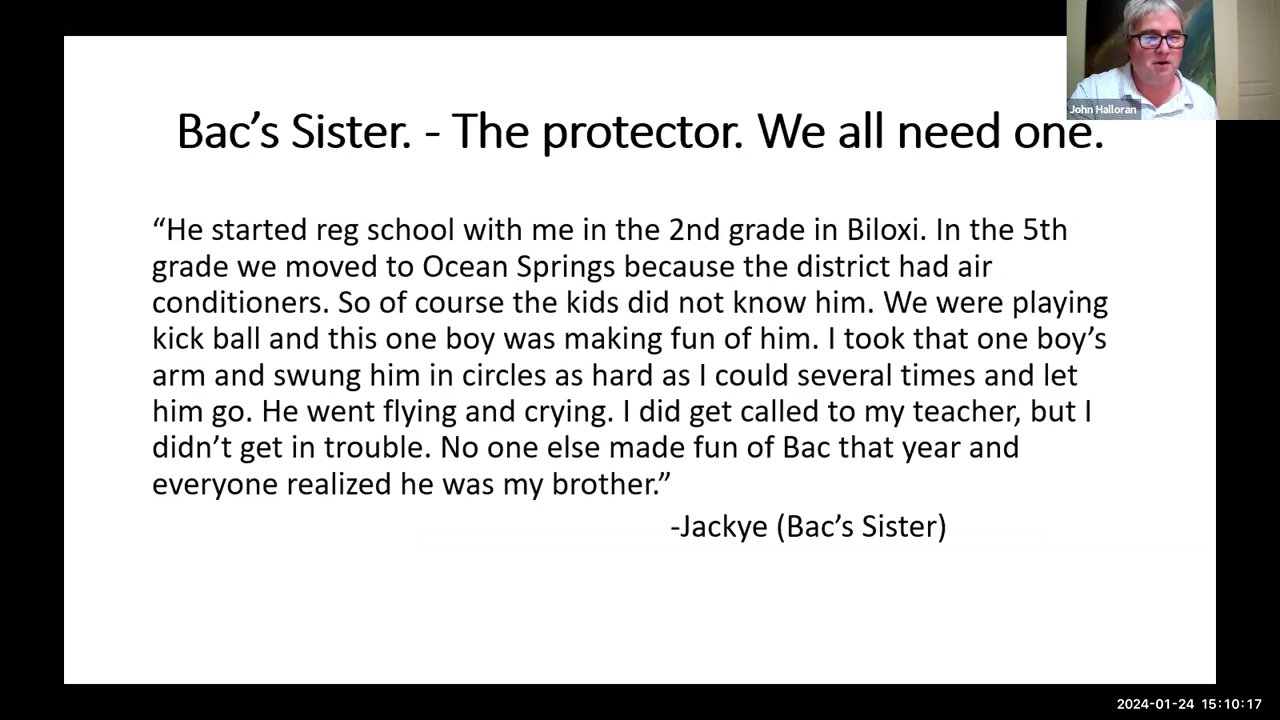 John Halloran
Bac’s Sister. - The protector. We all need one.
“He started reg school with me in the 2nd grade in Biloxi. In the 5th
grade we moved to Ocean Springs because the district had air
conditioners. So of course the kids did not know him. We were playing
kick ball and this one boy was making fun of him. I took that one boy’s
arm and swung him in circles as hard as I could several times and let
him go. He went flying and crying. I did get called to my teacher, but I
didn’t get in trouble. No one else made fun of Bac that year and
everyone realized he was my brother.”
-Jackye (Bac’s Sister)
2024-01-24 15:10:17